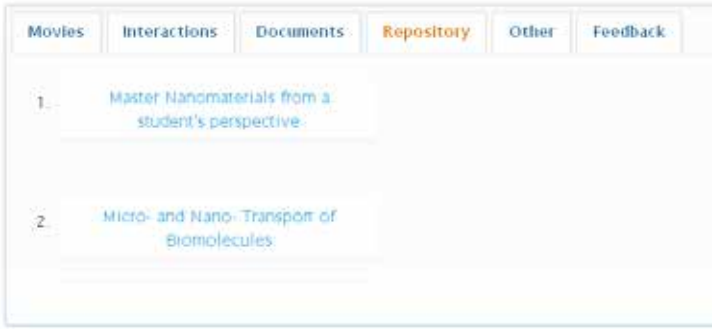 Movies Interactions Documents Repository Other Feedback
1. Master Nanomaterials from a
student's perspective
2. Micro- and Nano- Transport of
Biomolecules